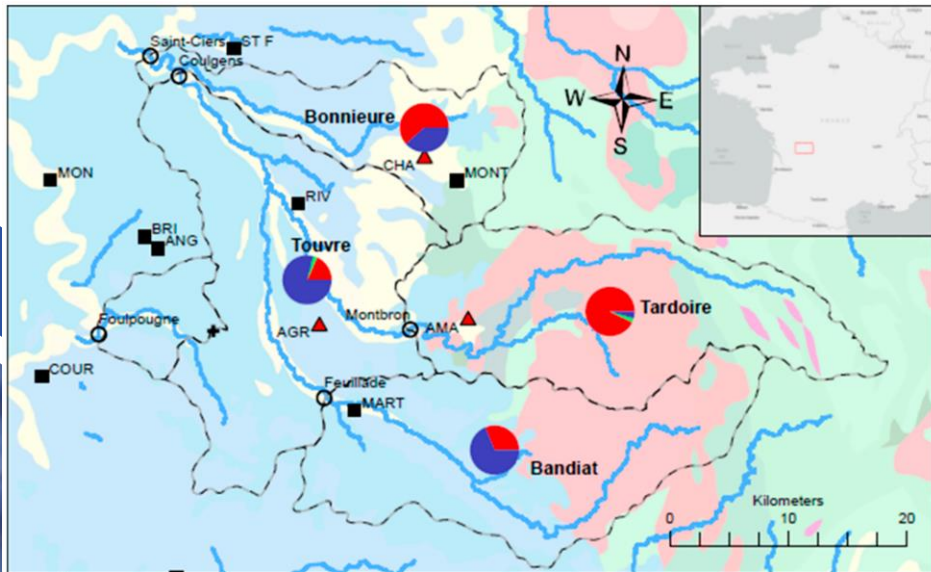 Saint-Ciers
ST F
Coulgens
N
W
E
S
Bonnieure
CHA
MONT
MON
RIV
BRI
ANG
Touvre
Foulpougne
Montbron
AMA
Tardoire
AGR
COUR
Feuillade
MART
Bandiat
Kilometers
0 10 20